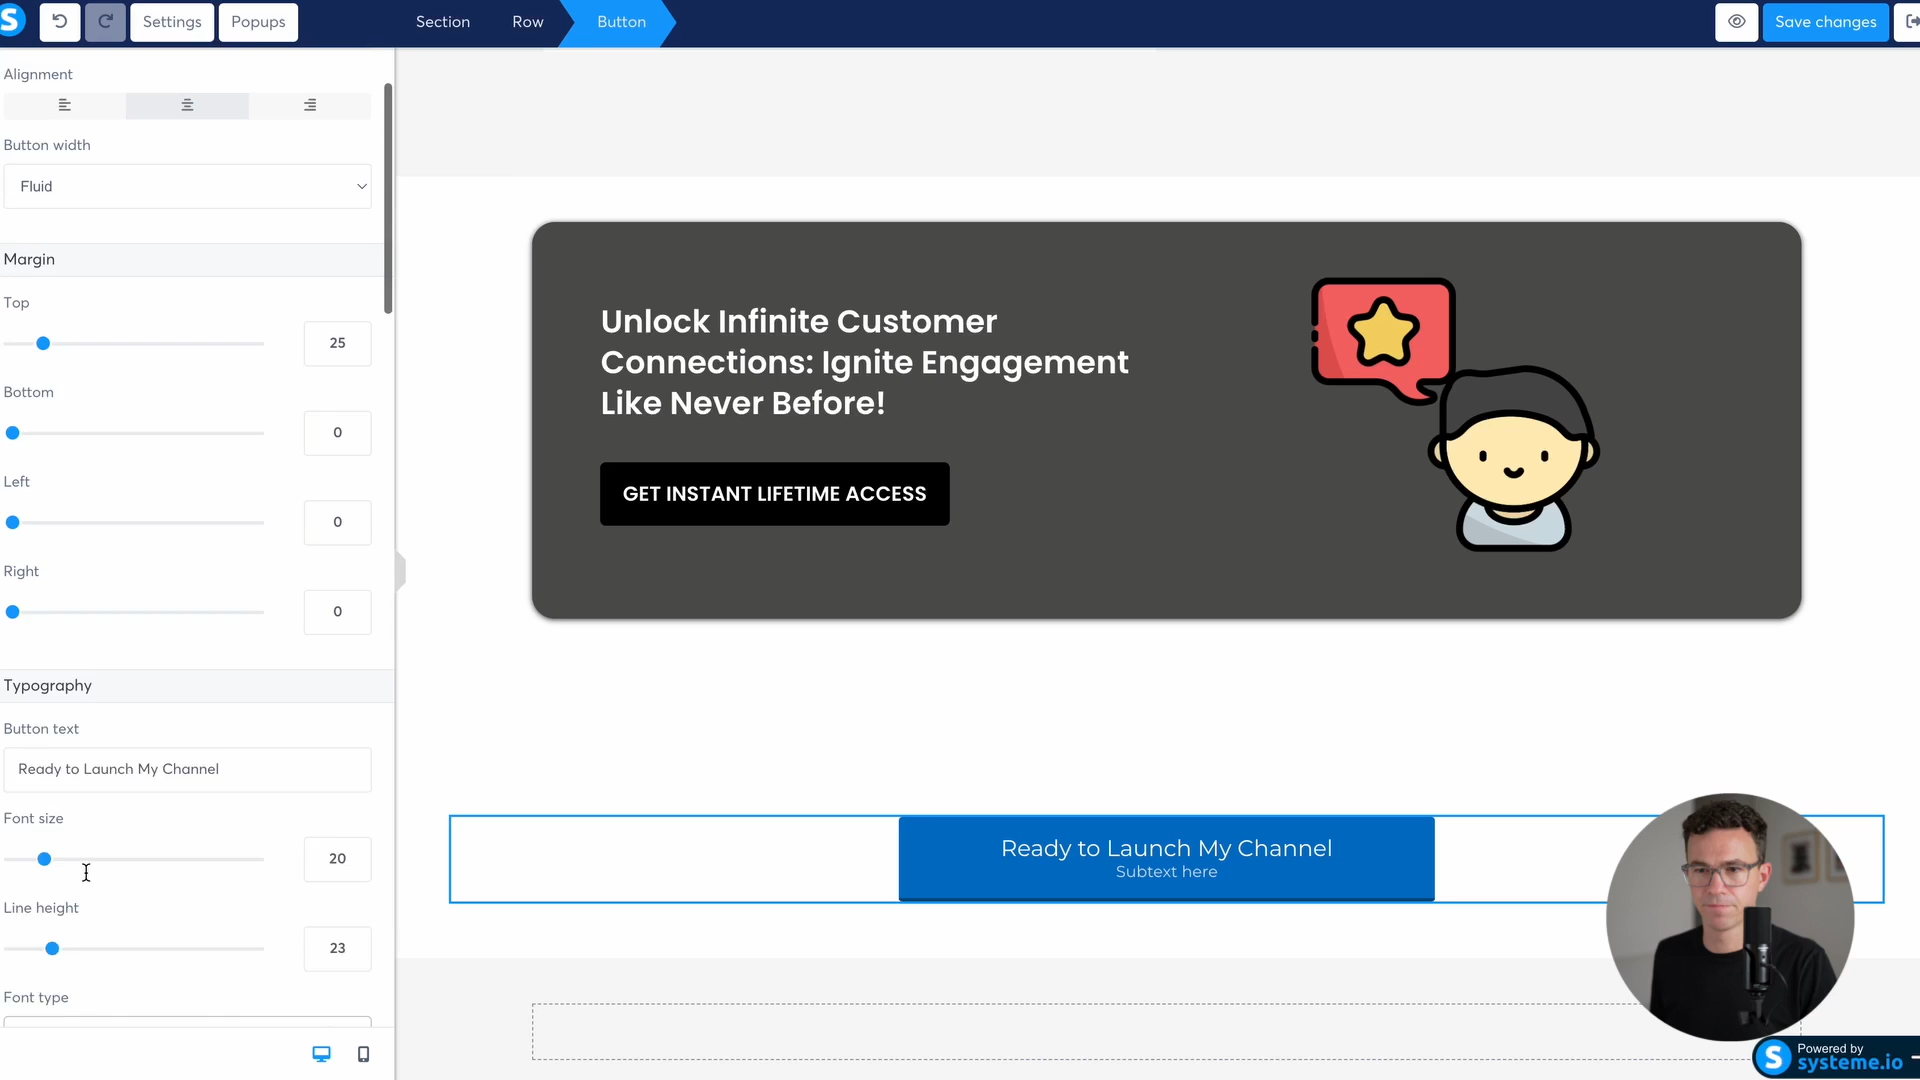 S
Settings
Popups
Section
Row
Button
Save changes
Alignment
Button width
Fluid
Margin
Top
25
Bottom
0
Left
0
Right
0
Typography
Button text
Ready to Launch My Channel
Font size
20
Line height
23
Font type
Unlock Infinite Customer
Connections: Ignite Engagement
Like Never Before!
GET INSTANT LIFETIME ACCESS
Ready to Launch My Channel
Subtext here
S
Powered by
systeme.io